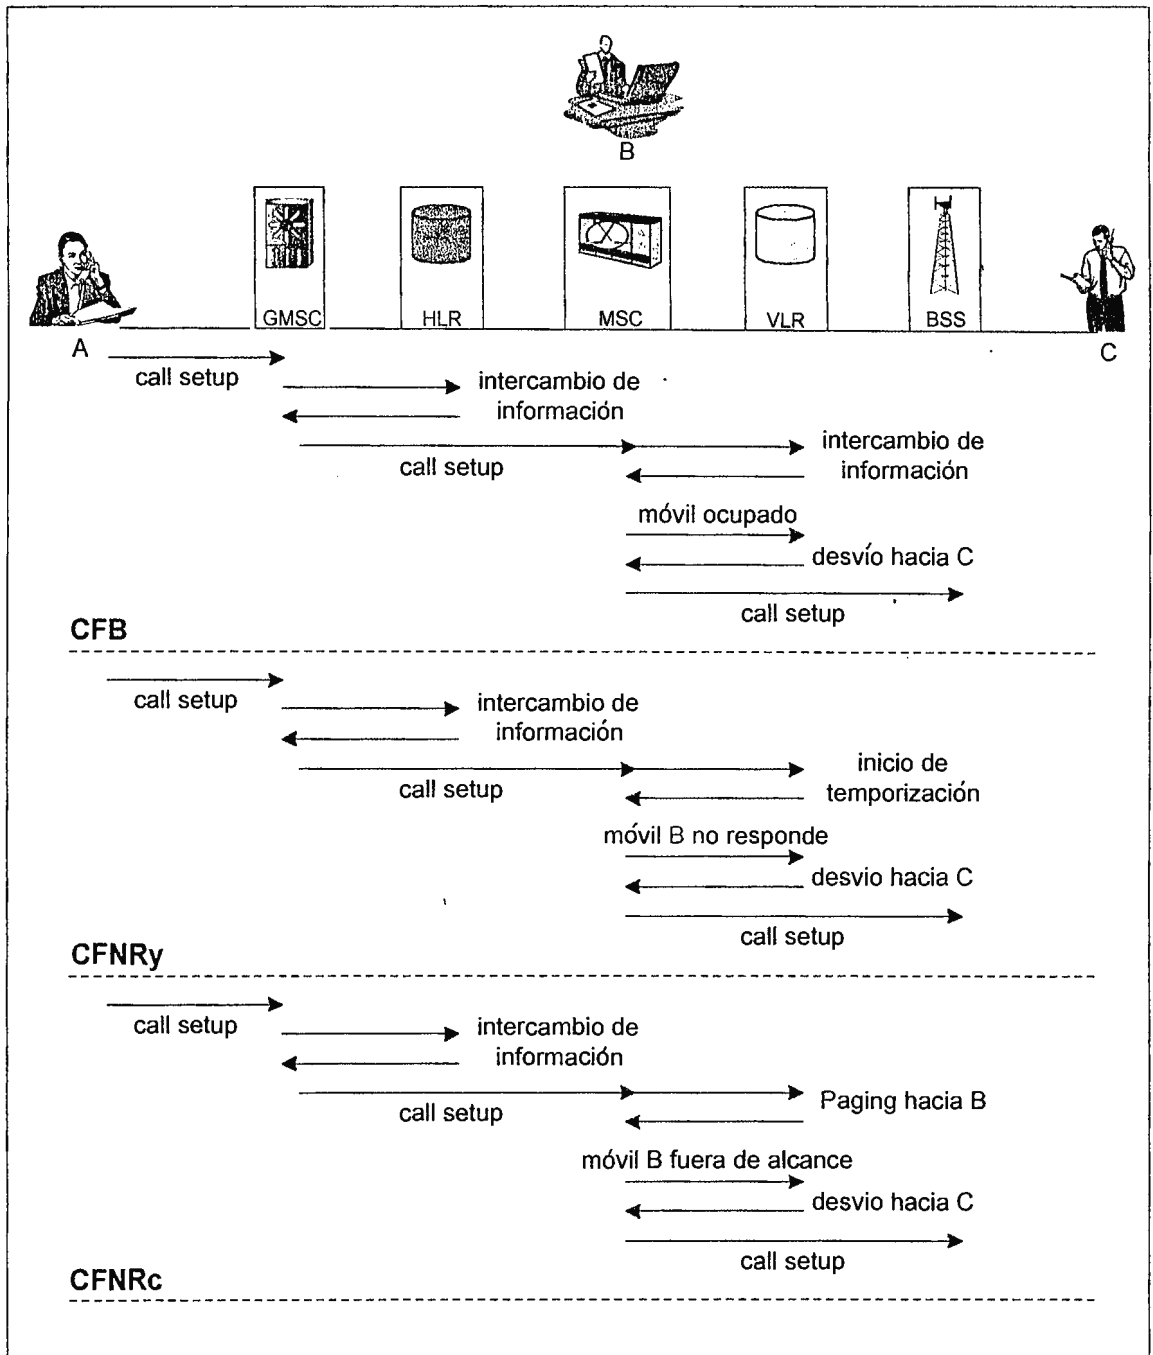 B
GMSC
HLR
MSC
VLR
BSS
A
C
call setup
intercambio de
información
call setup
intercambio de
información
móvil ocupado
desvío hacia C
call setup
CFB
call setup
intercambio de
información
call setup
inicio de
temporización
móvil B no responde
desvio hacia C
call setup
CFNRy
call setup
intercambio de
información
call setup
Paging hacia B
móvil B fuera de alcance
desvio hacia C
call setup
CFNRc